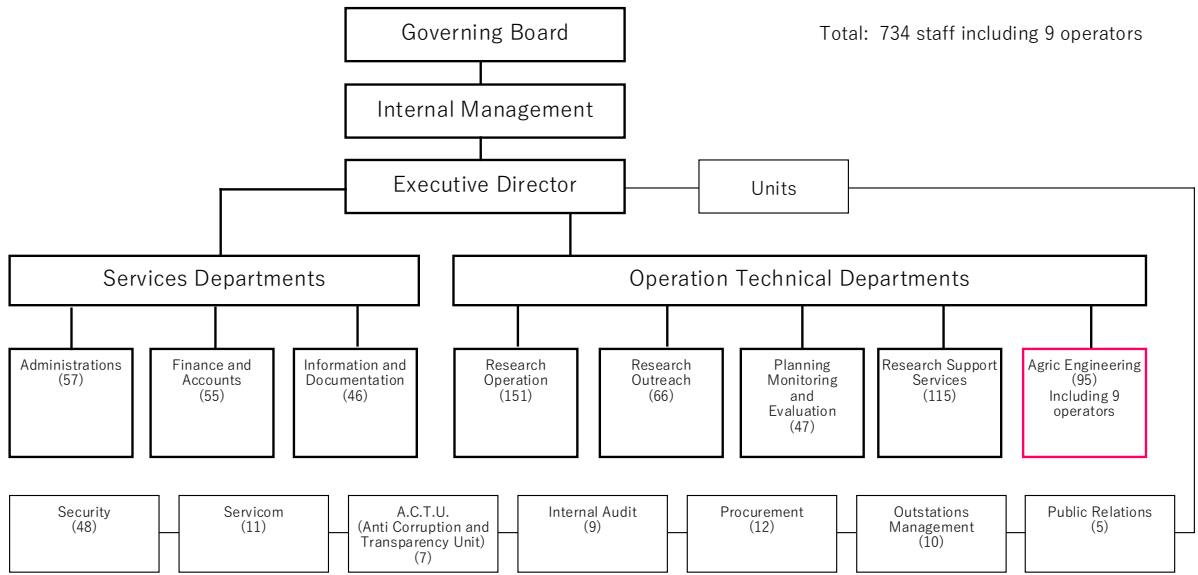 Governing Board
Total: 734 staff including 9 operators
Internal Management
Executive Director
Units
Services Departments
Operation Technical Departments
Administrations
(57)
Finance and
Accounts
(55)
Information and
Documentation
(46)
Research
Operation
(151)
Research
Outreach
(66)
Planning
Monitoring
and
Evaluation
(47)
Research Support
Services
(115)
Agric Engineering
(95)
Including 9
operators
Security
(48)
Servicom
(11)
A.C.T.U.
(Anti Corruption and
Transparency Unit)
(7)
Internal Audit
(9)
Procurement
(12)
Outstations
Management
(10)
Public Relations
(5)